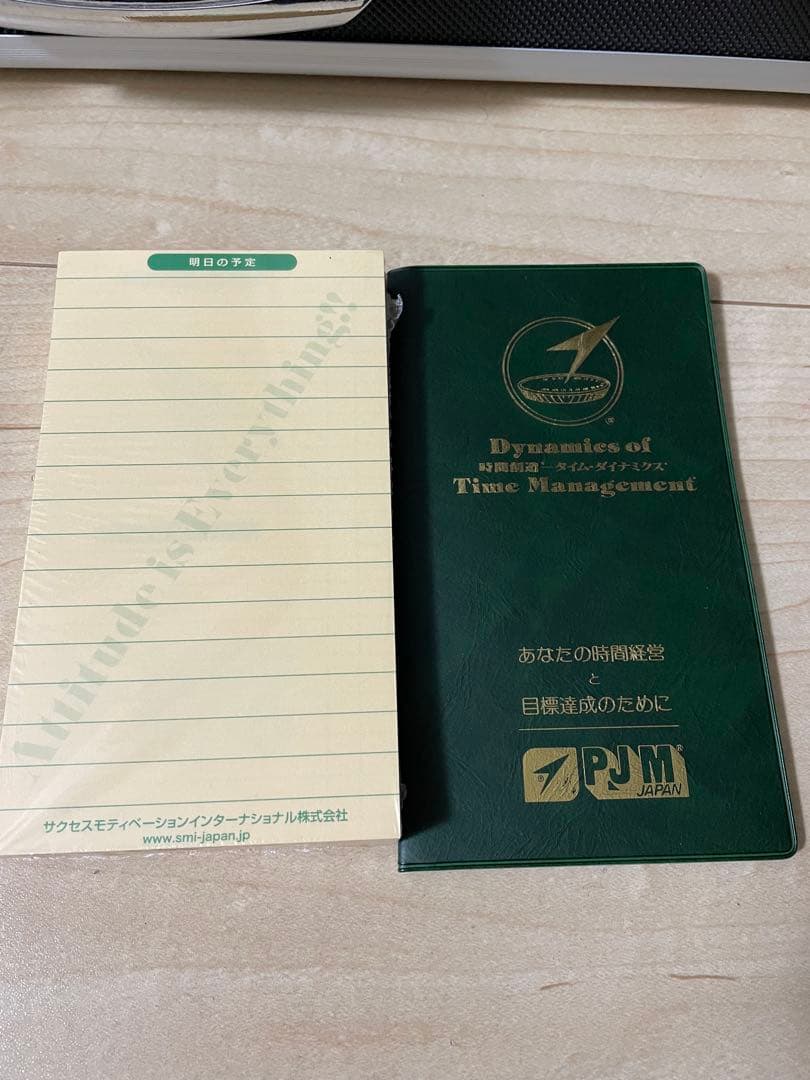 明日の予定
Attitude is Everything!!
サクセスモティベーションインターナショナル株式会社
www.smi-japan.jp
®
Dynamics of
時間創造®―タイム・ダイナミクス®
Time Management®
あなたの時間経営
と
目標達成のために
® PJM®
JAPAN